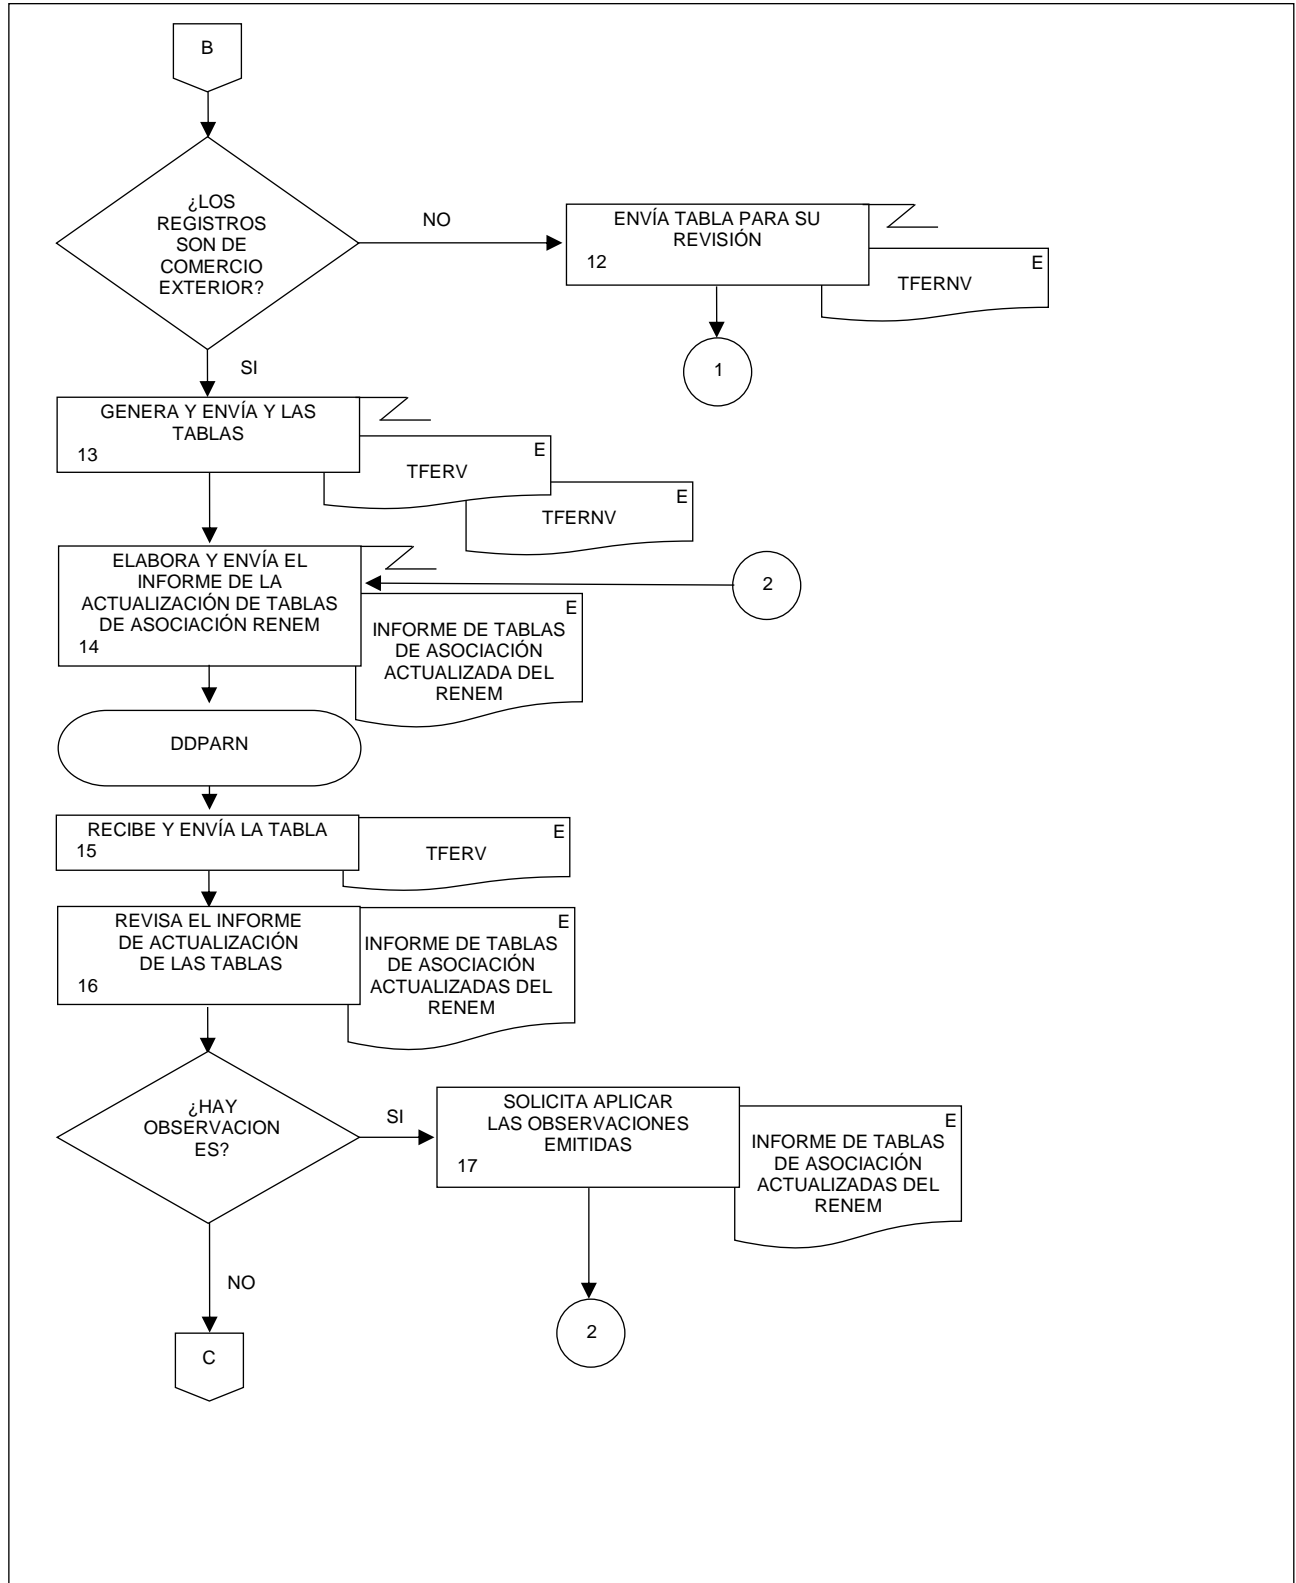 B
¿LOS
REGISTROS
SON DE
COMERCIO
EXTERIOR?
NO
ENVÍA TABLA PARA SU
REVISIÓN
12
E
TFERNV
1
SI
GENERA Y ENVÍA Y LAS
TABLAS
13
E
TFERV
E
TFERNV
ELABORA Y ENVÍA EL
INFORME DE LA
ACTUALIZACIÓN DE TABLAS
DE ASOCIACIÓN RENEM
14
2
E
INFORME DE TABLAS
DE ASOCIACIÓN
ACTUALIZADA DEL
RENEM
DDPARN
RECIBE Y ENVÍA LA TABLA
15
E
TFERV
REVISA EL INFORME
DE ACTUALIZACIÓN
DE LAS TABLAS
16
E
INFORME DE TABLAS
DE ASOCIACIÓN
ACTUALIZADAS DEL
RENEM
¿HAY
OBSERVACION
ES?
SI
SOLICITA APLICAR
LAS OBSERVACIONES
EMITIDAS
17
E
INFORME DE TABLAS
DE ASOCIACIÓN
ACTUALIZADAS DEL
RENEM
NO
2
C